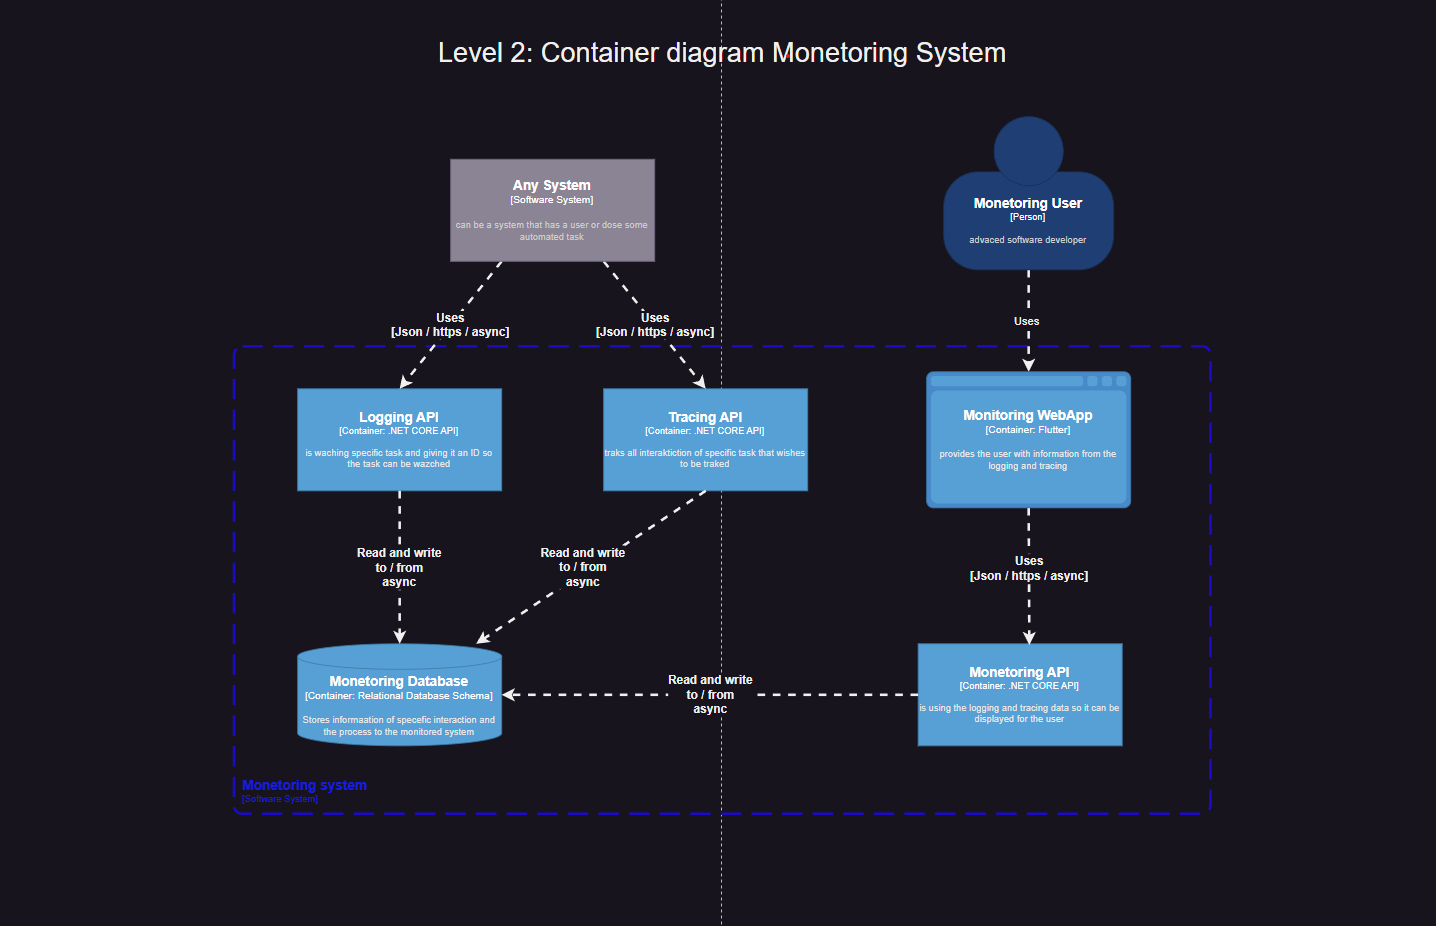 Level 2: Container diagram Monetoring System
Any System
[Software System]
can be a system that has a user or dose some
automated task
Monetoring User
[Person]
advaced software developer
Uses
[Json / https / async]
Uses
[Json / https / async]
Uses
Logging API
[Container: .NET CORE API]
is waching specific task and giving it an ID so
the task can be wazched
Tracing API
[Container: .NET CORE API]
traks all interaktiction of specific task that wishes
to be traked
Monitoring WebApp
[Container: Flutter]
provides the user with information from the
logging and tracing
Read and write
to / from
async
Read and write
to / from
async
Uses
[Json / https / async]
Monetoring Database
[Container: Relational Database Schema]
Stores informaation of specefic interaction and
the process to the monitored system
Read and write
to / from
async
Monetoring API
[Container: .NET CORE API]
is using the logging and tracing data so it can be
displayed for the user
Monetoring system
[Software System]